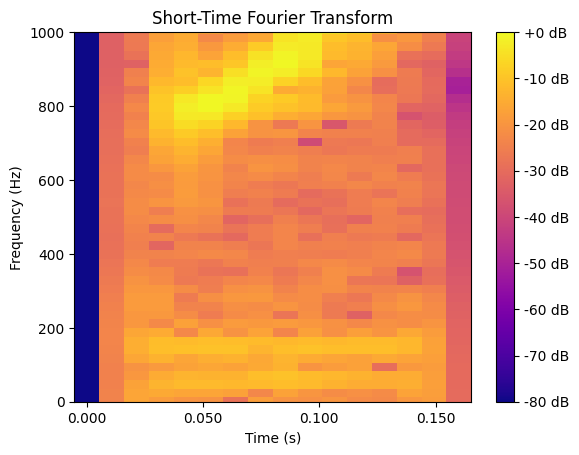 Short-Time Fourier Transform
1000
800
600
400
200
0
Frequency (Hz)
0.000
0.050
0.100
0.150
Time (s)
+0 dB
-10 dB
-20 dB
-30 dB
-40 dB
-50 dB
-60 dB
-70 dB
-80 dB